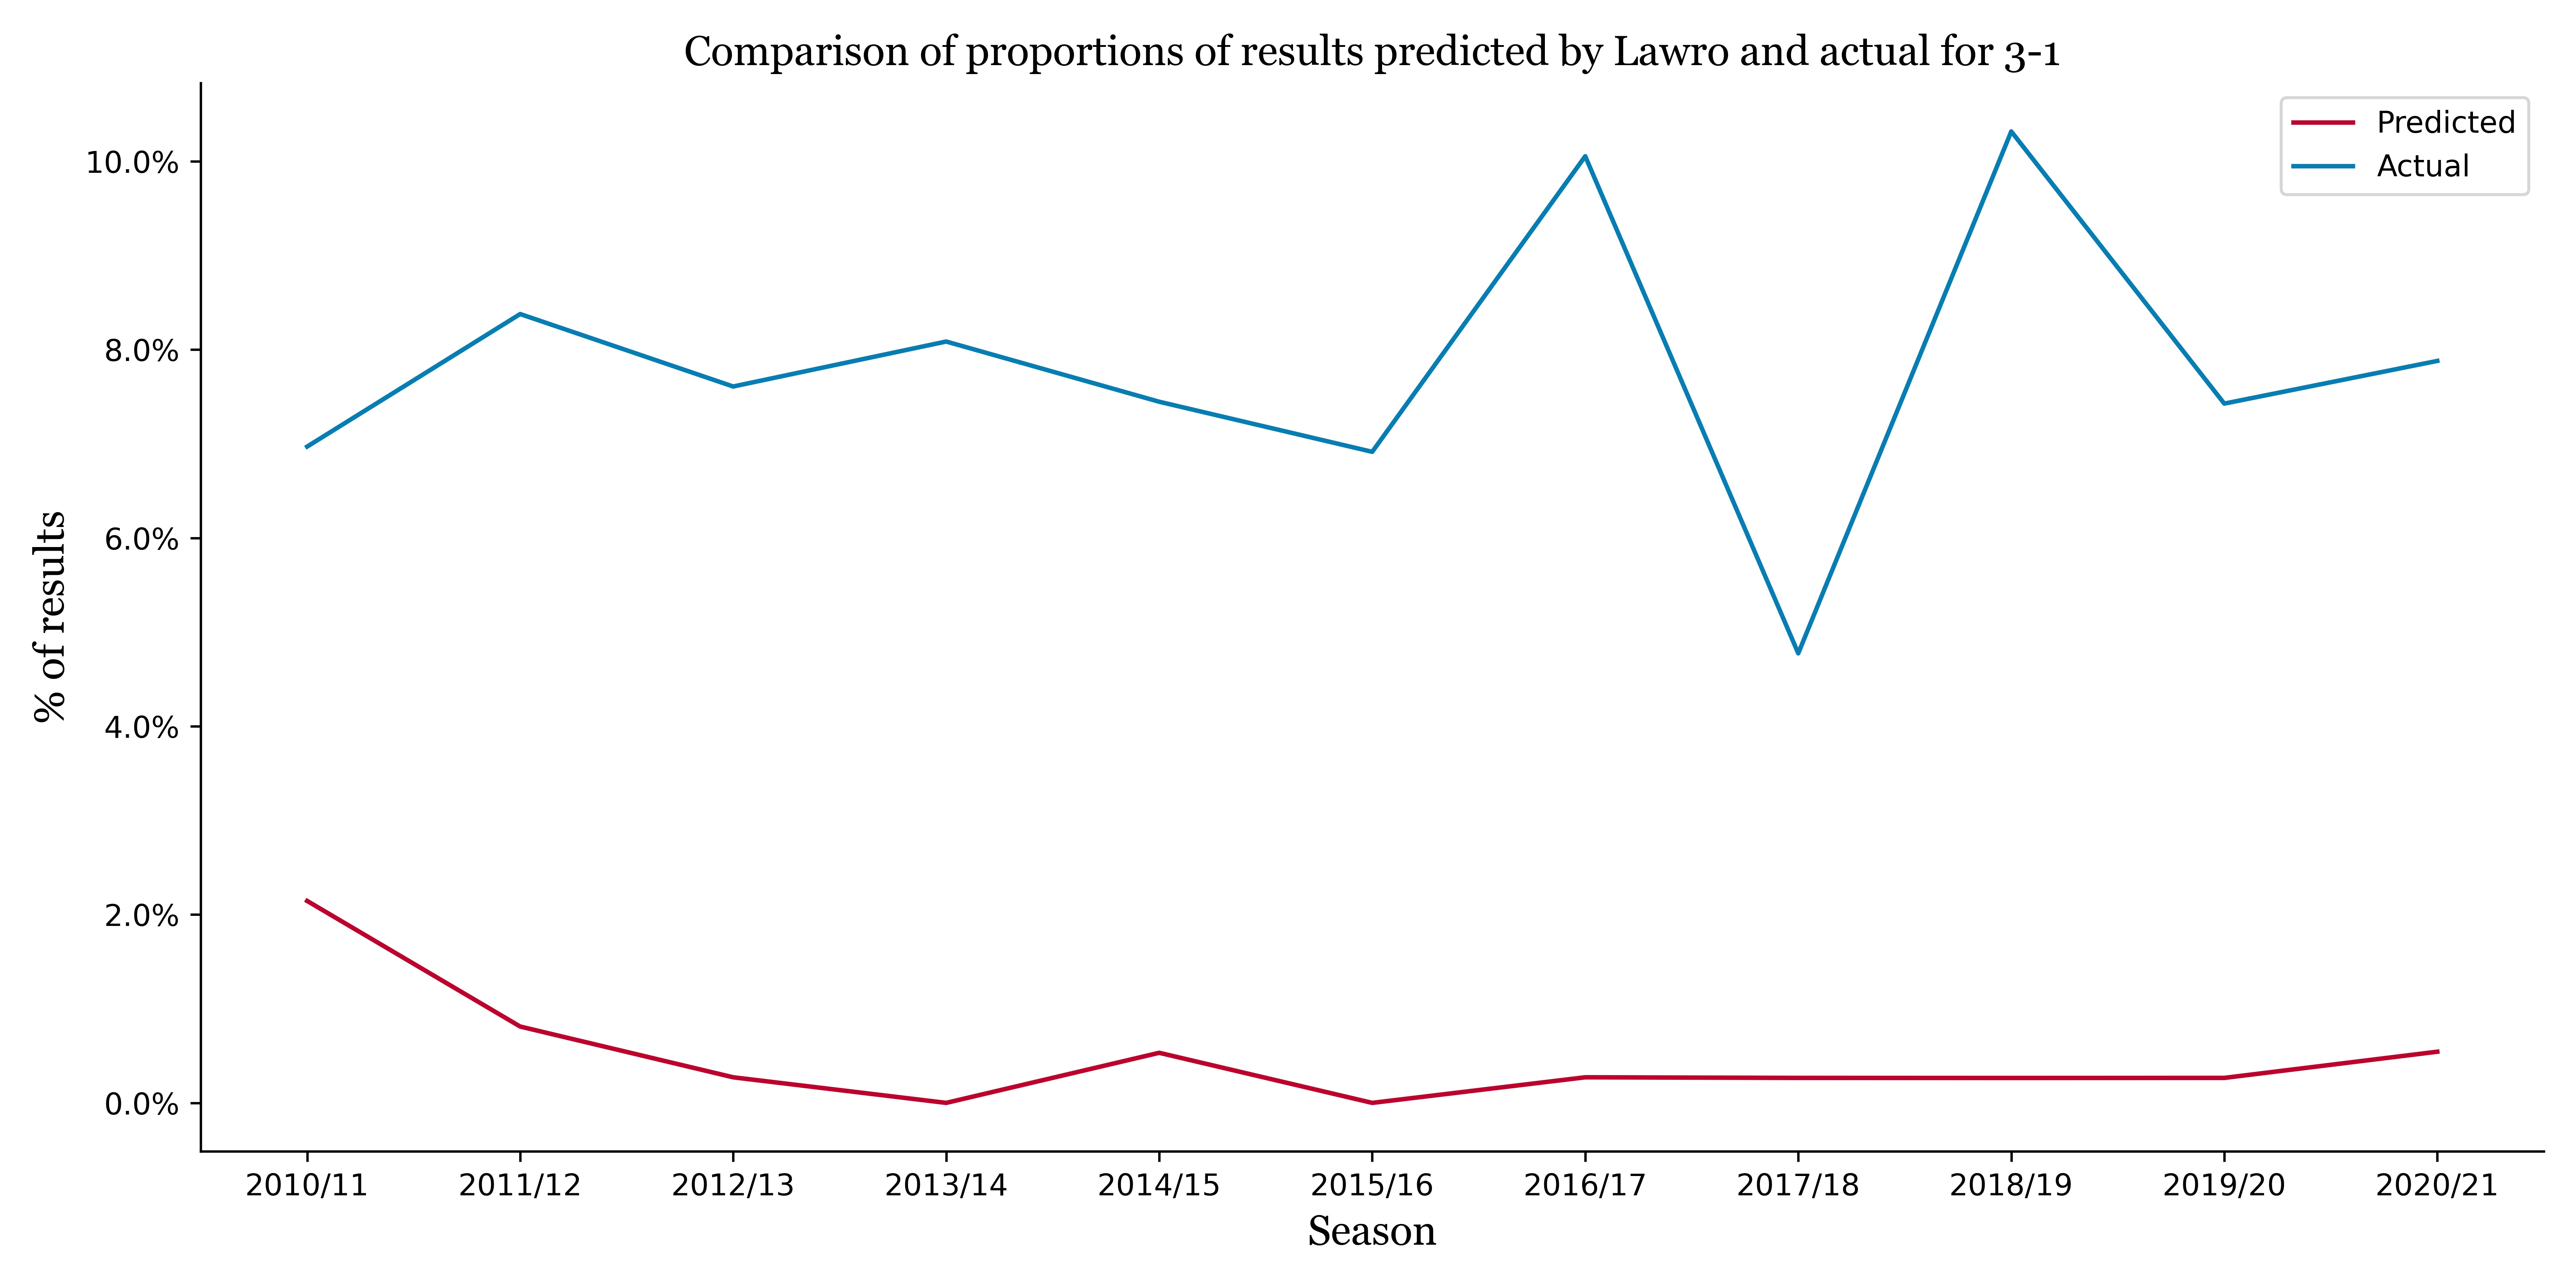 Comparison of proportions of results predicted by Lawro and actual for 3-1
Predicted
Actual
% of results
10.0%
8.0%
6.0%
4.0%
2.0%
0.0%
2010/11 2011/12 2012/13 2013/14 2014/15 2015/16 2016/17 2017/18 2018/19 2019/20 2020/21
Season